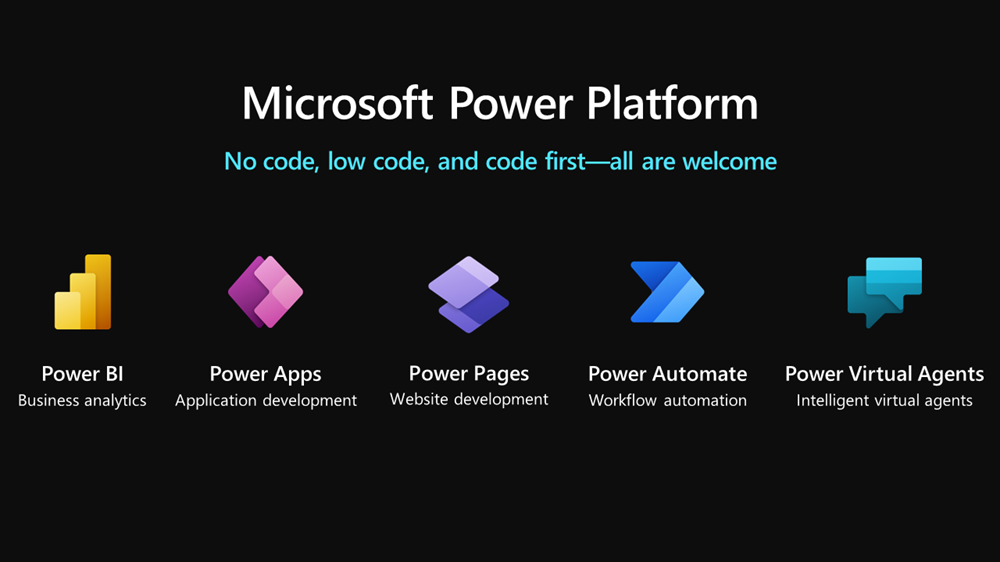 Microsoft Power Platform
No code, low code, and code first—all are welcome
Power BI
Business analytics
Power Apps
Application development
Power Pages
Website development
Power Automate
Workflow automation
Power Virtual Agents
Intelligent virtual agents